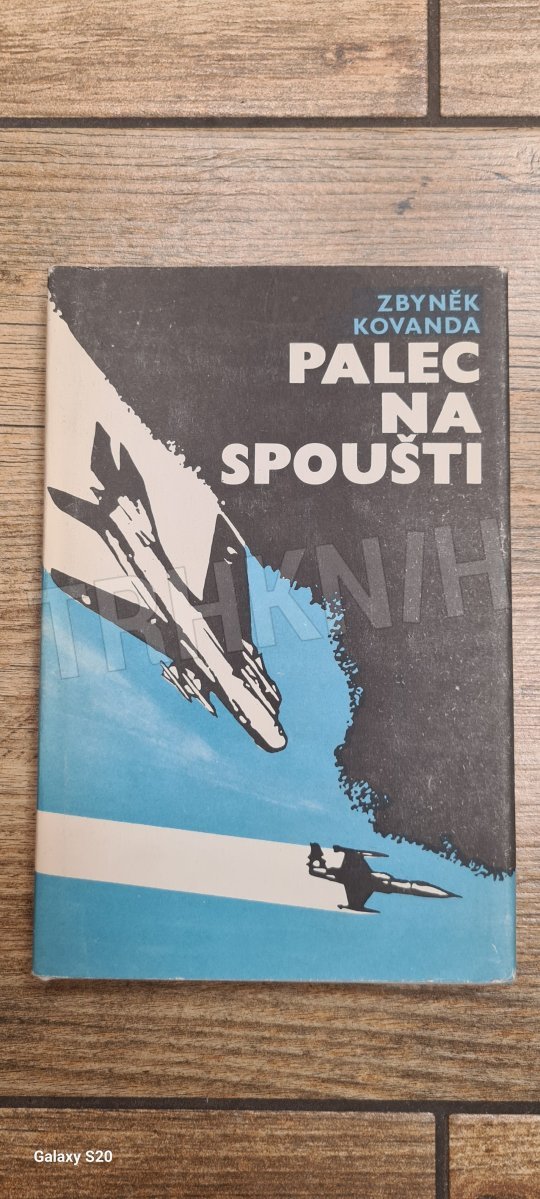 ZBYNĚK
KOVANDA
PALEC
NA
SPOUŠTI
TRHKNIH
Galaxy S20